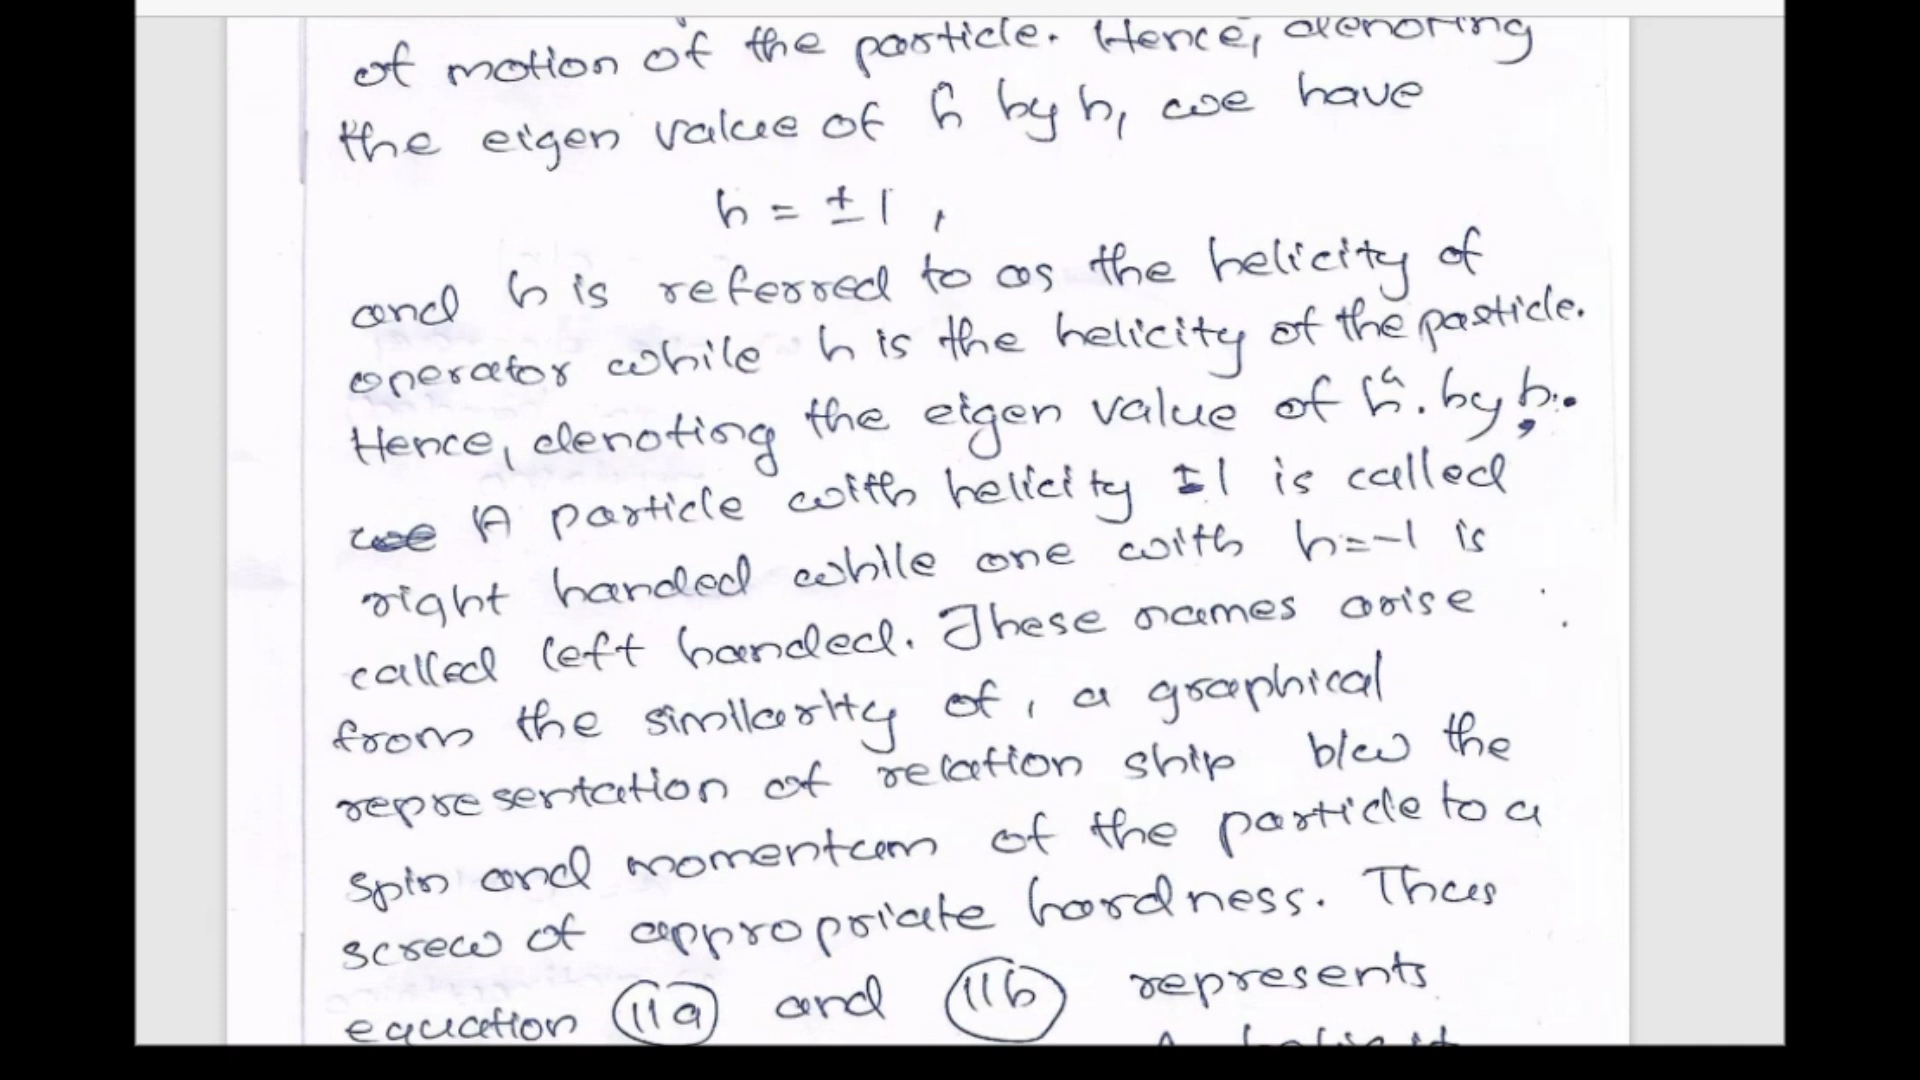 of motion of the particle. Hence, denoting
the eigen value of ĥ by h, we have
h = ±1,
and h is referred to as the helicity of
operator while h is the helicity of the particle.
Hence, denoting the eigen value of ĥ. by h.
A particle with helicity ±1 is called
right handed while one with h=-1 is
called left handed. These names arise
from the similarity of, a graphical
representation of relation ship b/w the
spin and momentum of the particle to a
screw of appropriate hardness. Thus
equation (11a) and (11b) represents